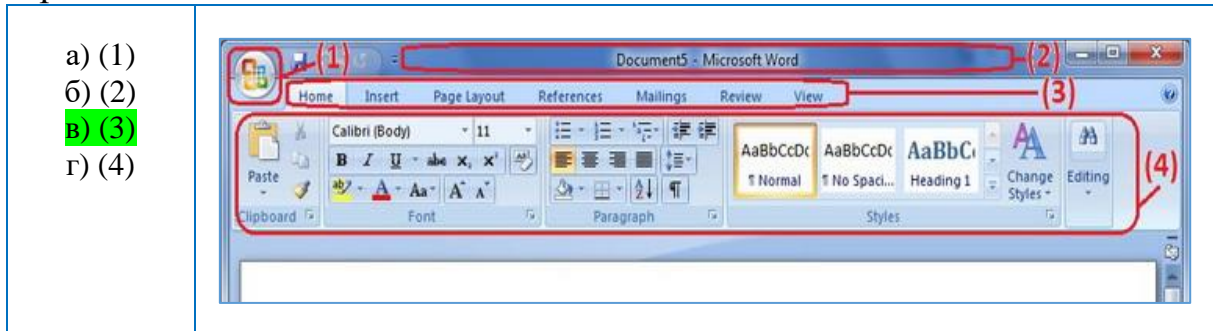 а) (1)
б) (2)
в) (3)
г) (4)
(1)
Document5 - Microsoft Word
(2)
Home Insert Page Layout References Mailings Review View
(3)
Calibri (Body) 11
B I U abe X, X²
Aa A A
Paste
AaBbCcDc AaBbCcDc AaBbC
¶ Normal ¶ No Spaci... Heading 1
Change Styles
Editing
(4)
Clipboard Font Paragraph Styles